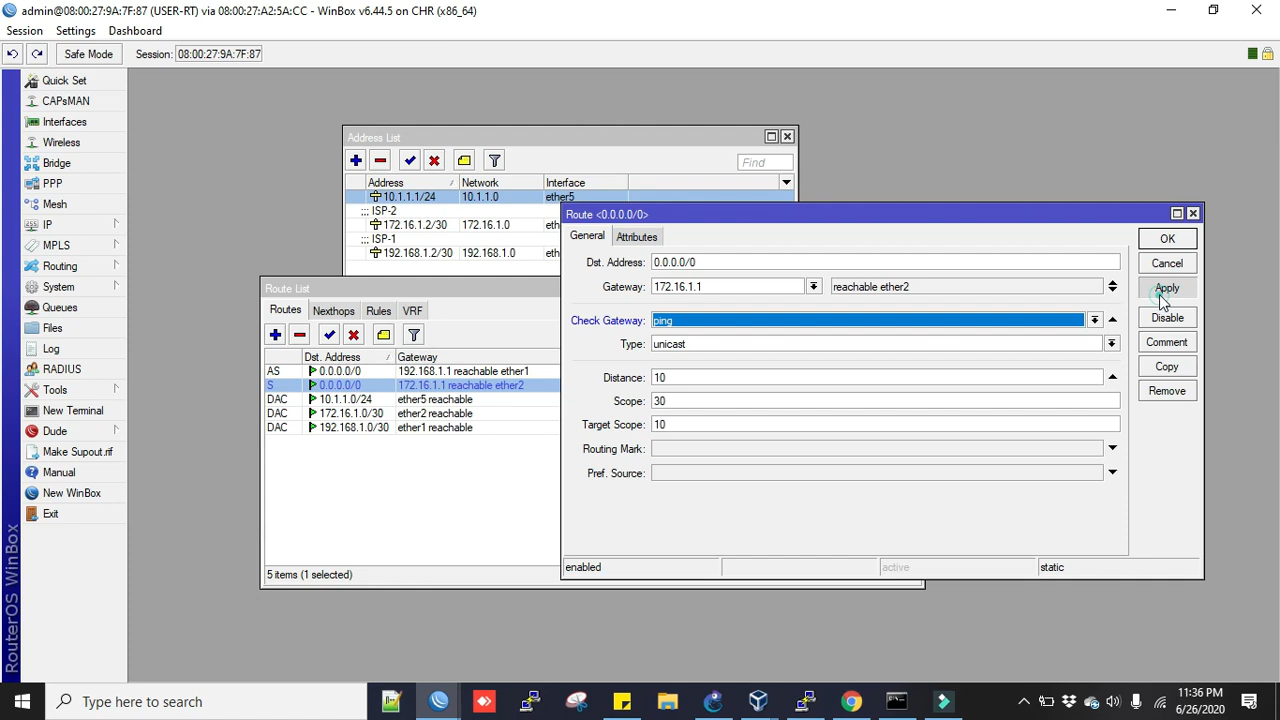 admin@08:00:27:9A:7F:87 (USER-RT) via 08:00:27:A2:5A:CC - WinBox v6.44.5 on CHR (x86_64)
Session Settings Dashboard
Safe Mode Session: 08:00:27:9A:7F:87
Quick Set
CAPsMAN
Interfaces
Wireless
Bridge
PPP
Mesh
IP
MPLS
Routing
System
Queues
Files
Log
RADIUS
Tools
New Terminal
Dude
Make Supout.rif
Manual
New WinBox
Exit
RouterOS WinBox
Address List
Find
Address Network Interface
10.1.1.1/24 10.1.1.0 ether5
;;; ISP-2
172.16.1.2/30 172.16.1.0
;;; ISP-1
192.168.1.2/30 192.168.1.0
Route List
Routes Nexthops Rules VRF
Dst. Address Gateway
AS 0.0.0.0/0 192.168.1.1 reachable ether1
S 0.0.0.0/0 172.16.1.1 reachable ether2
DAC 10.1.1.0/24 ether5 reachable
DAC 172.16.1.0/30 ether2 reachable
DAC 192.168.1.0/30 ether1 reachable
5 items (1 selected)
Route <0.0.0.0/0>
General Attributes
Dst. Address: 0.0.0.0/0
Gateway: 172.16.1.1 reachable ether2
Check Gateway: ping
Type: unicast
Distance: 10
Scope: 30
Target Scope: 10
Routing Mark:
Pref. Source:
OK
Cancel
Apply
Disable
Comment
Copy
Remove
enabled active static
Type here to search
11:36 PM
6/26/2020